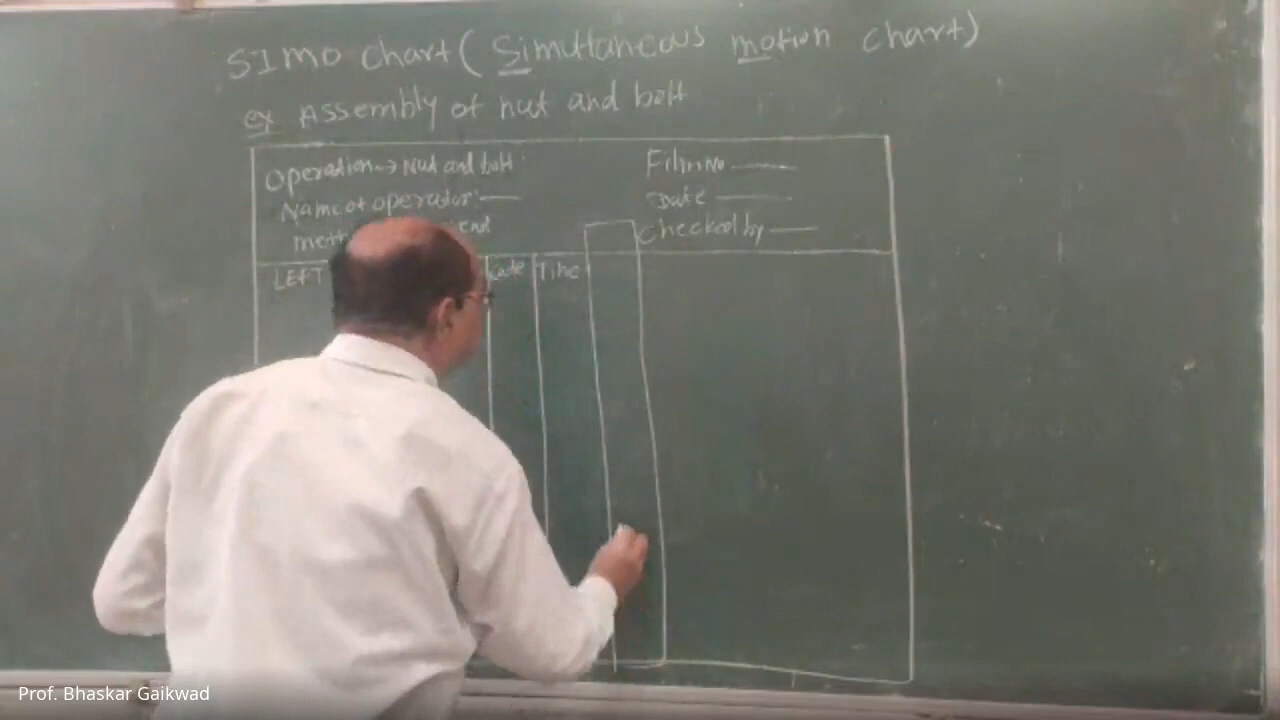 SIMO chart ( Simultaneous motion chart)
ex Assembly of nut and bolt
Operation → Nut and bolt
Name of operator: —
Film No —
Date —
checked by —
LEFT
Code
Time
Prof. Bhaskar Gaikwad